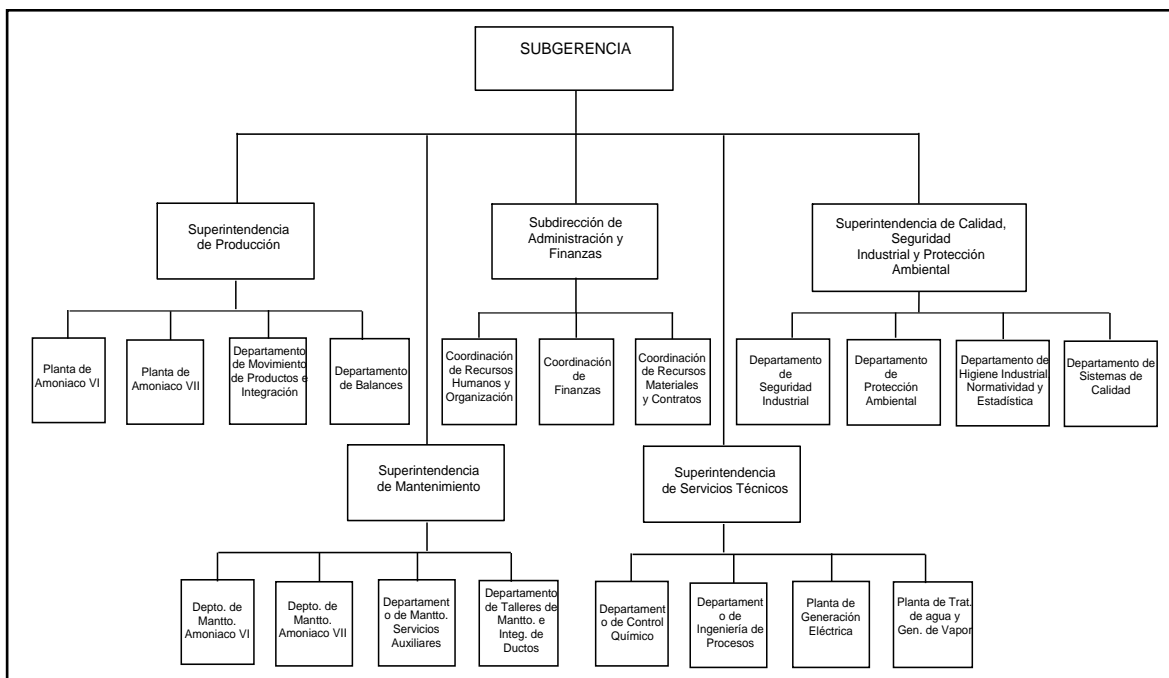 SUBGERENCIA
Superintendencia
de Producción
Subdirección de
Administración y
Finanzas
Superintendencia de Calidad,
Seguridad
Industrial y Protección
Ambiental
Planta de
Amoniaco VI
Planta de
Amoniaco VII
Departamento
de Movimiento
de Productos e
Integración
Departamento
de Balances
Coordinación
de Recursos
Humanos y
Organización
Coordinación
de
Finanzas
Coordinación
de Recursos
Materiales
y Contratos
Departamento
de
Seguridad
Industrial
Departamento
de
Protección
Ambiental
Departamento de
Higiene Industrial
Normatividad y
Estadística
Departamento de
Sistemas de
Calidad
Superintendencia
de Mantenimiento
Superintendencia
de Servicios Técnicos
Depto. de
Mantto.
Amoniaco VI
Depto. de
Mantto.
Amoniaco VII
Departament
o de Mantto.
Servicios
Auxiliares
Departamento
de Talleres de
Mantto. e
Integ. de
Ductos
Departament
o de Control
Químico
Departament
o de
Ingeniería de
Procesos
Planta de
Generación
Eléctrica
Planta de Trat.
de agua y
Gen. de Vapor